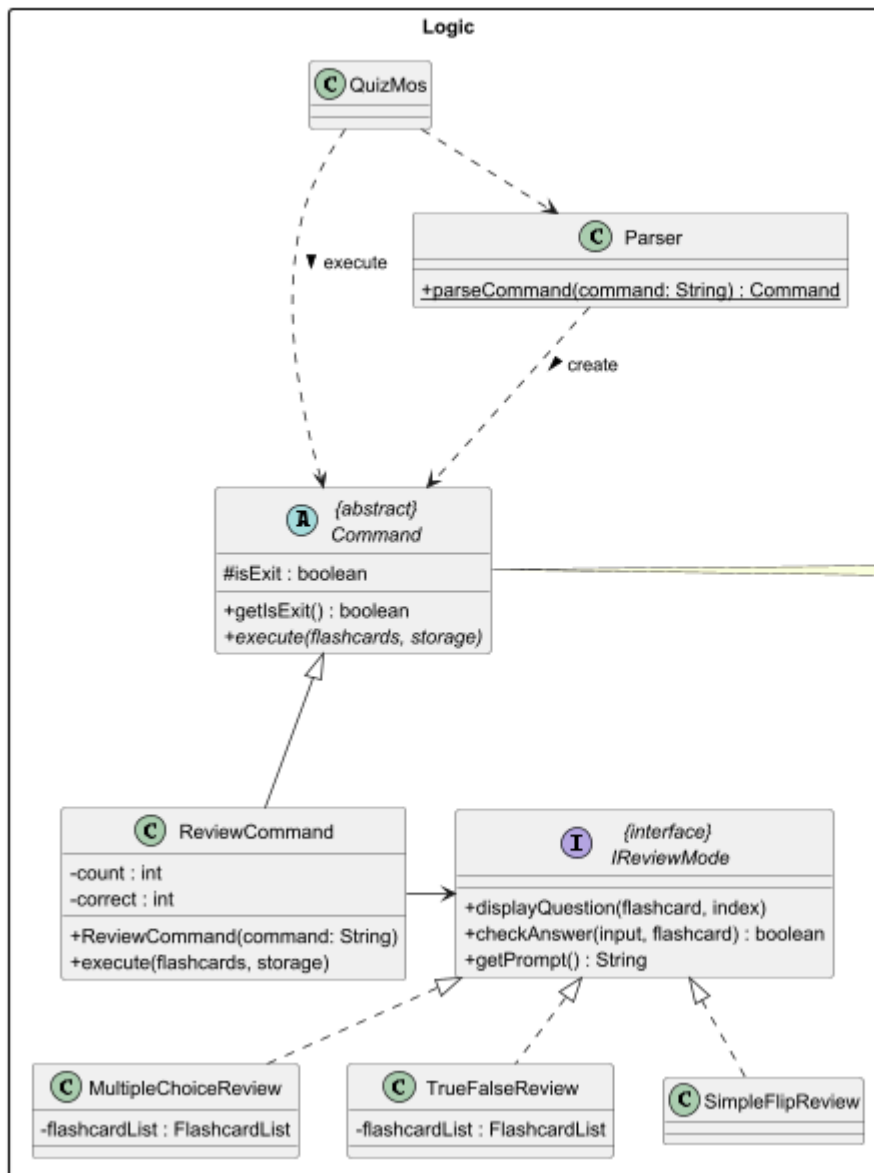 Logic
C QuizMos
C Parser
+parseCommand(command: String) : Command
execute
create
A {abstract}
Command
#isExit : boolean
+getIsExit() : boolean
+execute(flashcards, storage)
C ReviewCommand
-count : int
-correct : int
+ReviewCommand(command: String)
+execute(flashcards, storage)
I {interface}
IReviewMode
+displayQuestion(flashcard, index)
+checkAnswer(input, flashcard) : boolean
+getPrompt() : String
C MultipleChoiceReview
-flashcardList : FlashcardList
C TrueFalseReview
-flashcardList : FlashcardList
C SimpleFlipReview